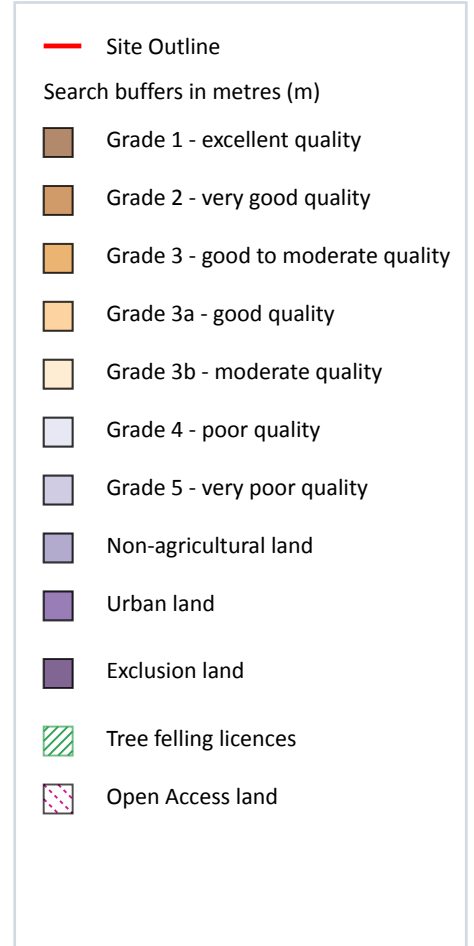 Site Outline
Search buffers in metres (m)
Grade 1 - excellent quality
Grade 2 - very good quality
Grade 3 - good to moderate quality
Grade 3a - good quality
Grade 3b - moderate quality
Grade 4 - poor quality
Grade 5 - very poor quality
Non-agricultural land
Urban land
Exclusion land
Tree felling licences
Open Access land